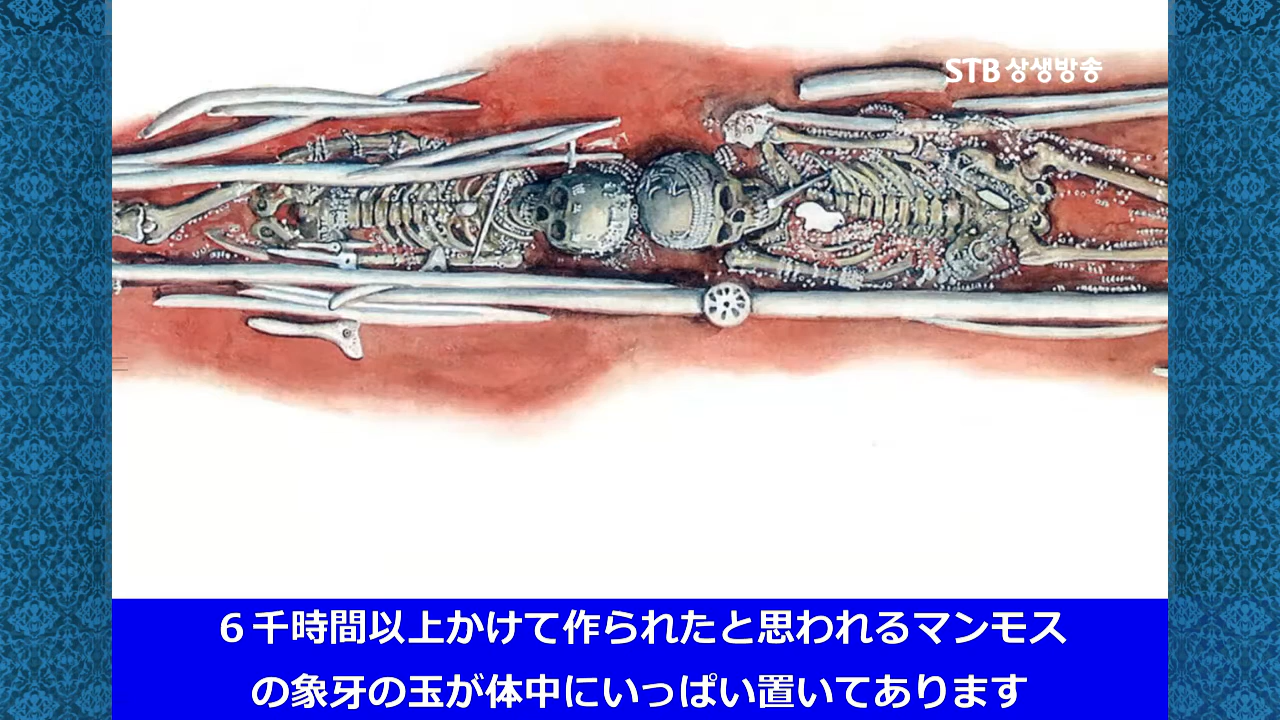 STB 상생방송
６千時間以上かけて作られたと思われるマンモス
の象牙の玉が体中にいっぱい置いてあります